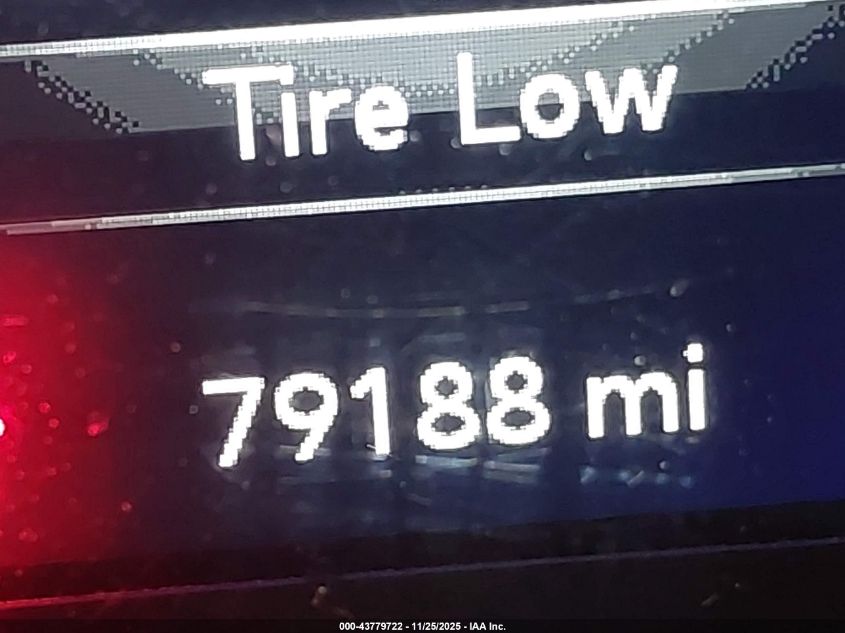 Tire Low
79188 mi
000-43779722 - 11/25/2025 - IAA Inc.